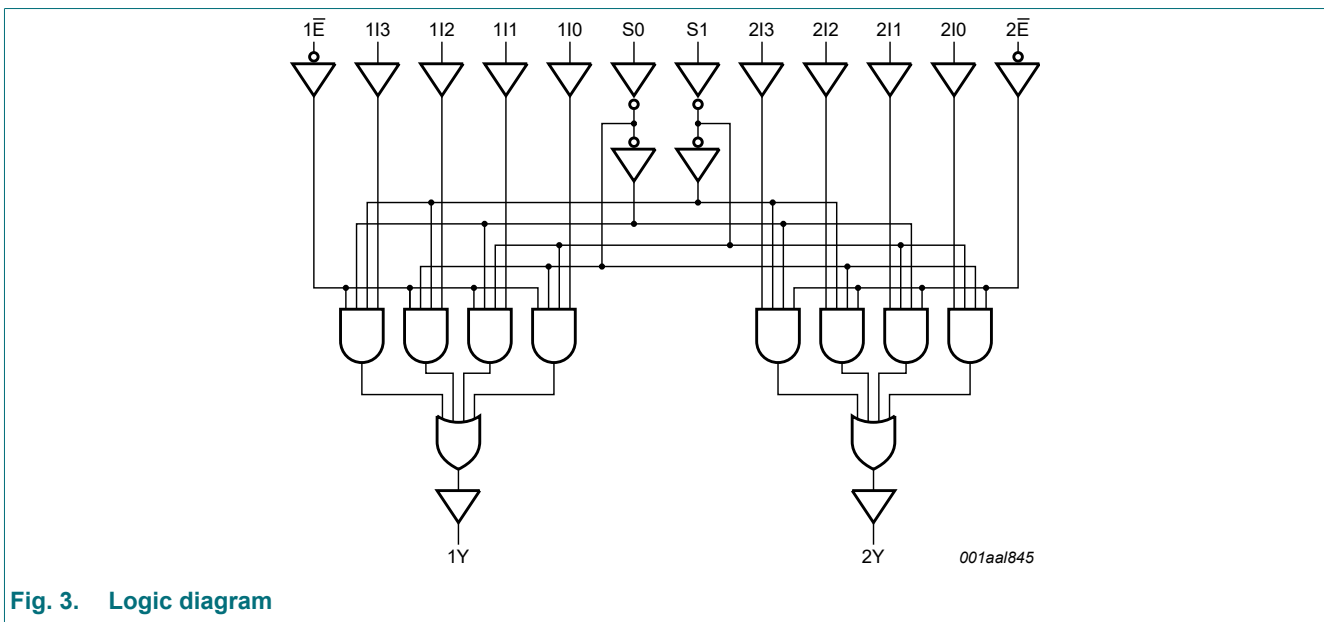 1E̅ 1I3 1I2 1I1 1I0 S0 S1 2I3 2I2 2I1 2I0 2E̅
1Y 2Y 001aal845
Fig. 3. Logic diagram